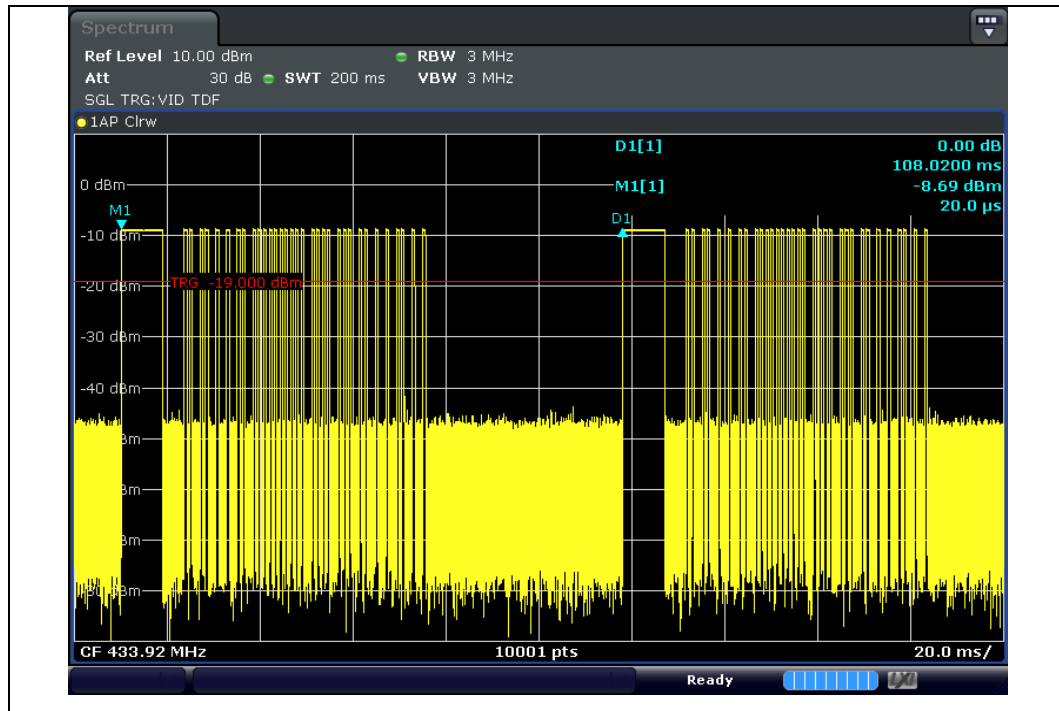 Spectrum
Ref Level 10.00 dBm RBW 3 MHz
Att 30 dB SWT 200 ms VBW 3 MHz
SGL TRG:VID TDF
1AP Clrw
D1[1] 0.00 dB
108.0200 ms
0 dBm M1[1] -8.69 dBm
20.0 µs
M1 D1
-10 dBm
TRG -19.000 dBm
-20 dBm
-30 dBm
-40 dBm
CF 433.92 MHz 10001 pts 20.0 ms/
Ready LXI